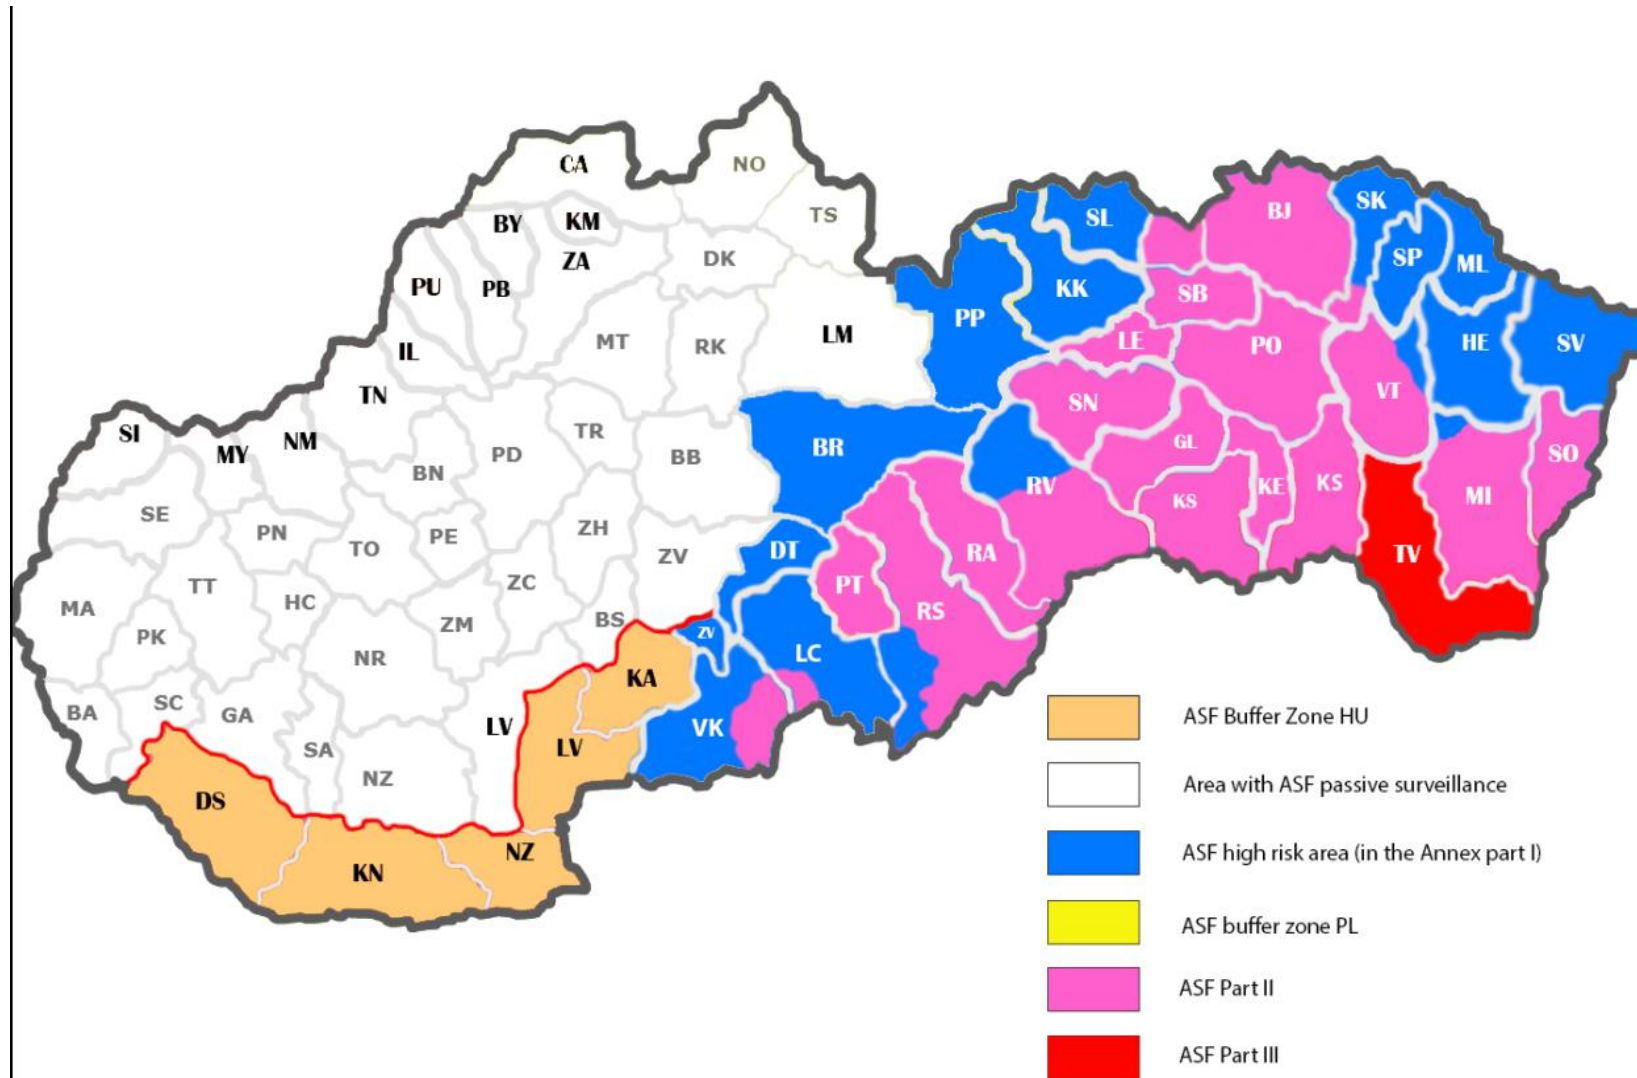 CA
NO
BY
KM
TS
ZA
DK
PU
PB
SL
BJ
SK
SP
ML
KK
SB
PP
LM
MT
RK
IL
LE
PO
HE
SV
TN
SN
VT
SI
MY
NM
TR
PD
BB
BR
GL
SO
BN
RV
KE
KS
KS
MI
SE
PN
TO
PE
ZH
ZV
DT
RA
TV
TT
ZC
PT
MA
HC
ZM
BS
RS
PK
ZV
LC
NR
KA
BA
SC
GA
LV
VK
SA
LV
NZ
DS
NZ
KN
ASF Buffer Zone HU
Area with ASF passive surveillance
ASF high risk area (in the Annex part I)
ASF buffer zone PL
ASF Part II
ASF Part III